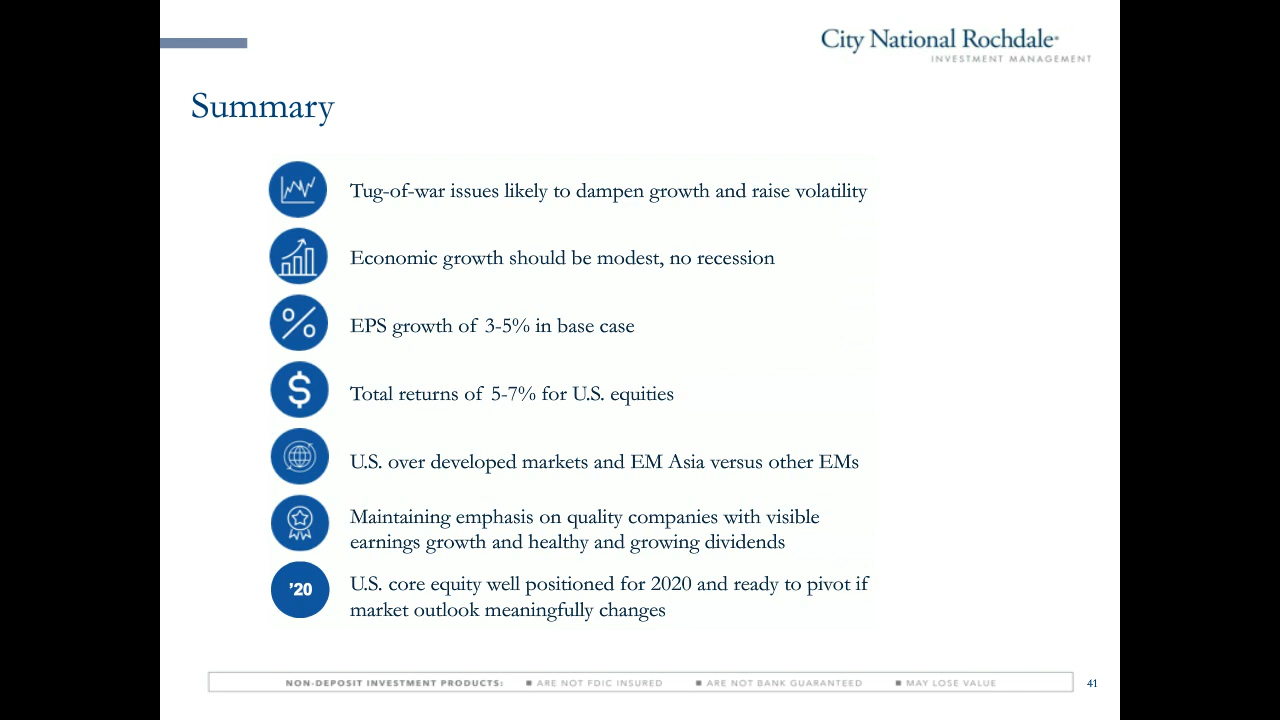 City National Rochdale®
INVESTMENT MANAGEMENT
Summary
Tug-of-war issues likely to dampen growth and raise volatility
Economic growth should be modest, no recession
%
EPS growth of 3-5% in base case
$
Total returns of 5-7% for U.S. equities
U.S. over developed markets and EM Asia versus other EMs
Maintaining emphasis on quality companies with visible
earnings growth and healthy and growing dividends
’20
U.S. core equity well positioned for 2020 and ready to pivot if
market outlook meaningfully changes
NON-DEPOSIT INVESTMENT PRODUCTS: ■ ARE NOT FDIC INSURED ■ ARE NOT BANK GUARANTEED ■ MAY LOSE VALUE
41